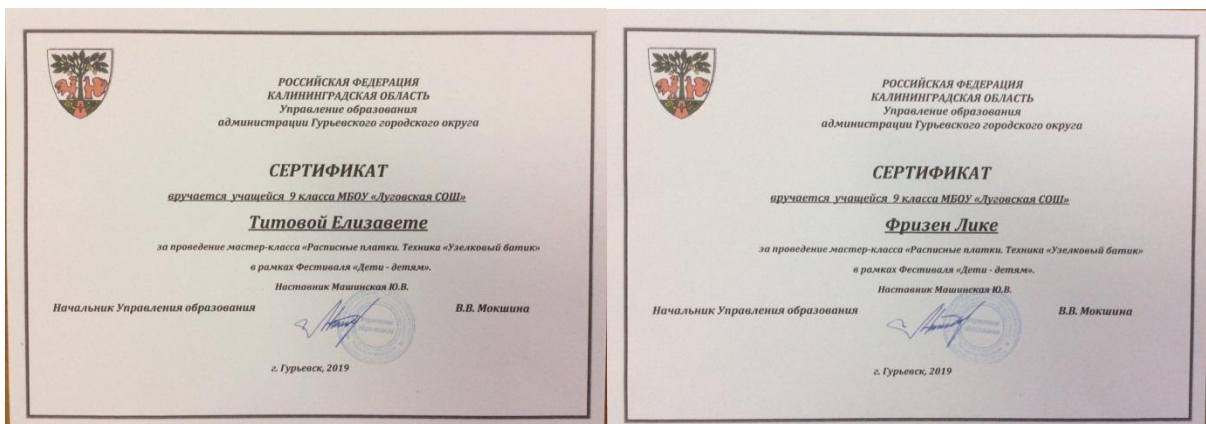 РОССИЙСКАЯ ФЕДЕРАЦИЯ
КАЛИНИНГРАДСКАЯ ОБЛАСТЬ
Управление образования
администрации Гурьевского городского округа
СЕРТИФИКАТ
вручается учащейся 9 класса МБОУ «Луговская СОШ»
Титовой Елизавете
за проведение мастер-класса «Расписные платки. Техника «Узелковый батик»
в рамках Фестиваля «Дети - детям».
Наставник Машинская Ю.В.
Начальник Управления образования В.В. Мокшина
г. Гурьевск, 2019
РОССИЙСКАЯ ФЕДЕРАЦИЯ
КАЛИНИНГРАДСКАЯ ОБЛАСТЬ
Управление образования
администрации Гурьевского городского округа
СЕРТИФИКАТ
вручается учащейся 9 класса МБОУ «Луговская СОШ»
Фризен Лике
за проведение мастер-класса «Расписные платки. Техника «Узелковый батик»
в рамках Фестиваля «Дети - детям».
Наставник Машинская Ю.В.
Начальник Управления образования В.В. Мокшина
г. Гурьевск, 2019